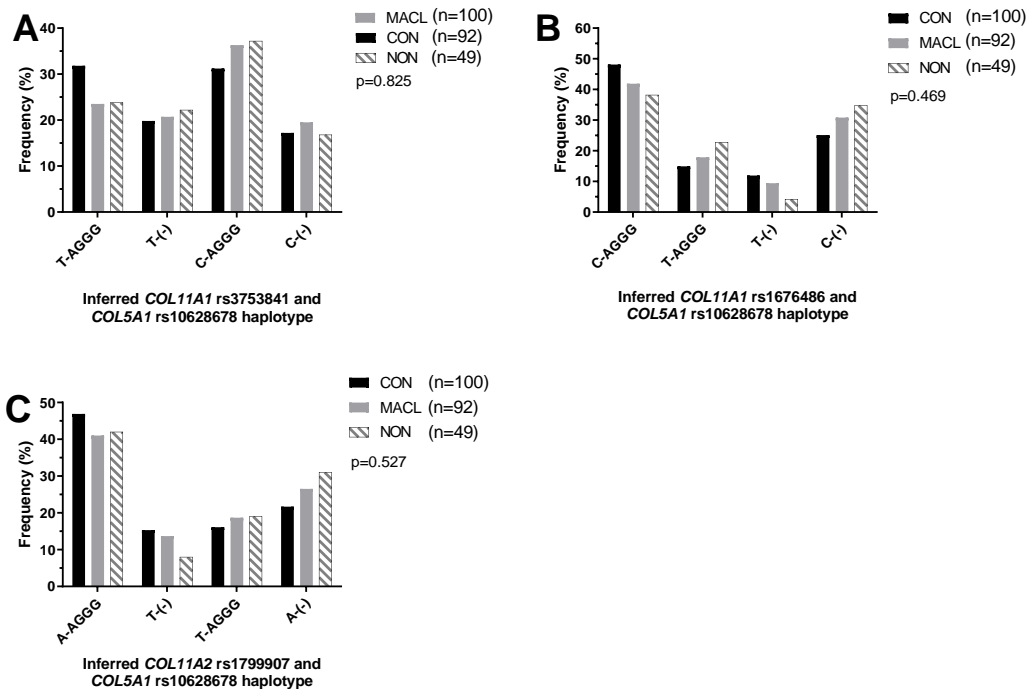 A
MACL (n=100)
CON (n=92)
NON (n=49)
p=0.825
Frequency (%)
40
30
20
10
0
T-AGGG
T-(-)
C-AGGG
C-(-)
Inferred COL11A1 rs3753841 and
COL5A1 rs10628678 haplotype
B
CON (n=100)
MACL (n=92)
NON (n=49)
p=0.469
Frequency (%)
60
50
40
30
20
10
0
C-AGGG
T-AGGG
T-(-)
C-(-)
Inferred COL11A1 rs1676486 and
COL5A1 rs10628678 haplotype
C
CON (n=100)
MACL (n=92)
NON (n=49)
p=0.527
Frequency (%)
50
40
30
20
10
0
A-AGGG
T-(-)
T-AGGG
A-(-)
Inferred COL11A2 rs1799907 and
COL5A1 rs10628678 haplotype